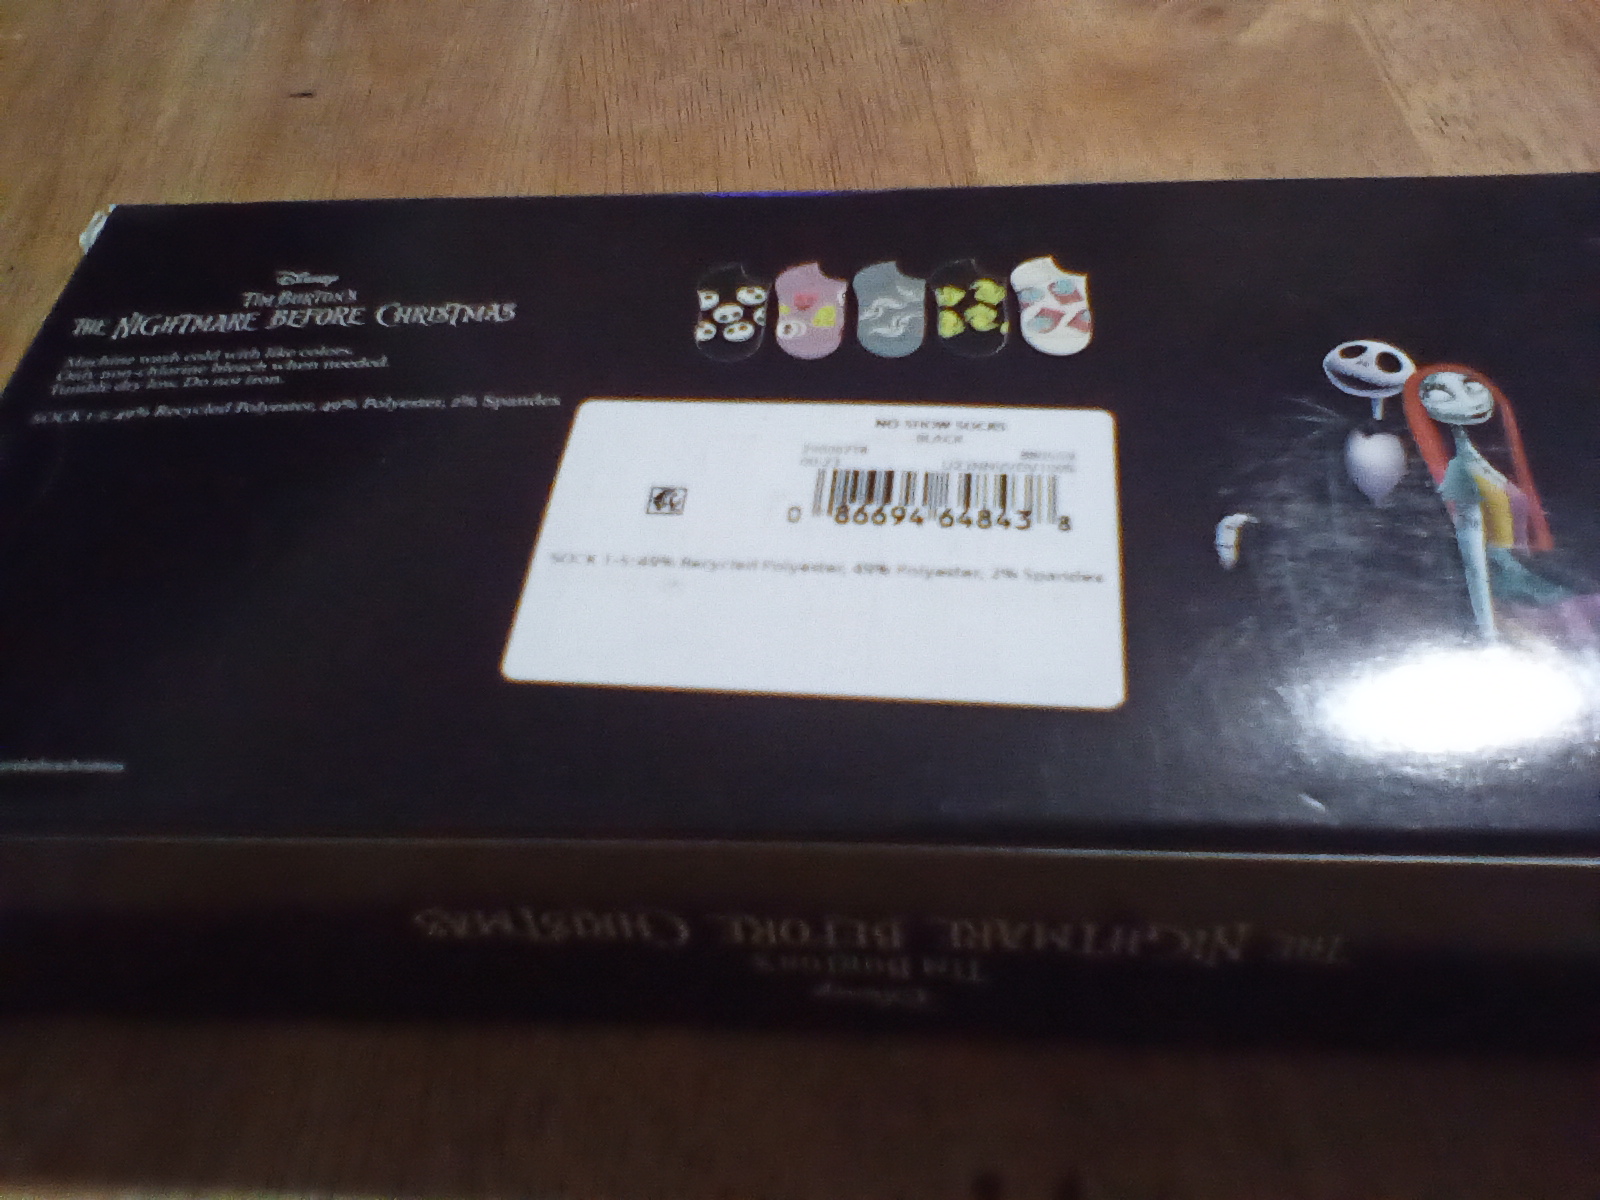 Disney
TIM BURTON'S
THE NIGHTMARE BEFORE CHRISTMAS
Machine wash cold with like colors.
Only non-chlorine bleach when needed.
Tumble dry low. Do not iron.
SOCK 1-5: 49% Recycled Polyester, 49% Polyester, 2% Spandex
NO SHOW SOCKS
BLACK
0 86694 64843 8
SOCK 1-5: 49% Recycled Polyester, 49% Polyester, 2% Spandex
Disney
TIM BURTON'S
THE NIGHTMARE BEFORE CHRISTMAS